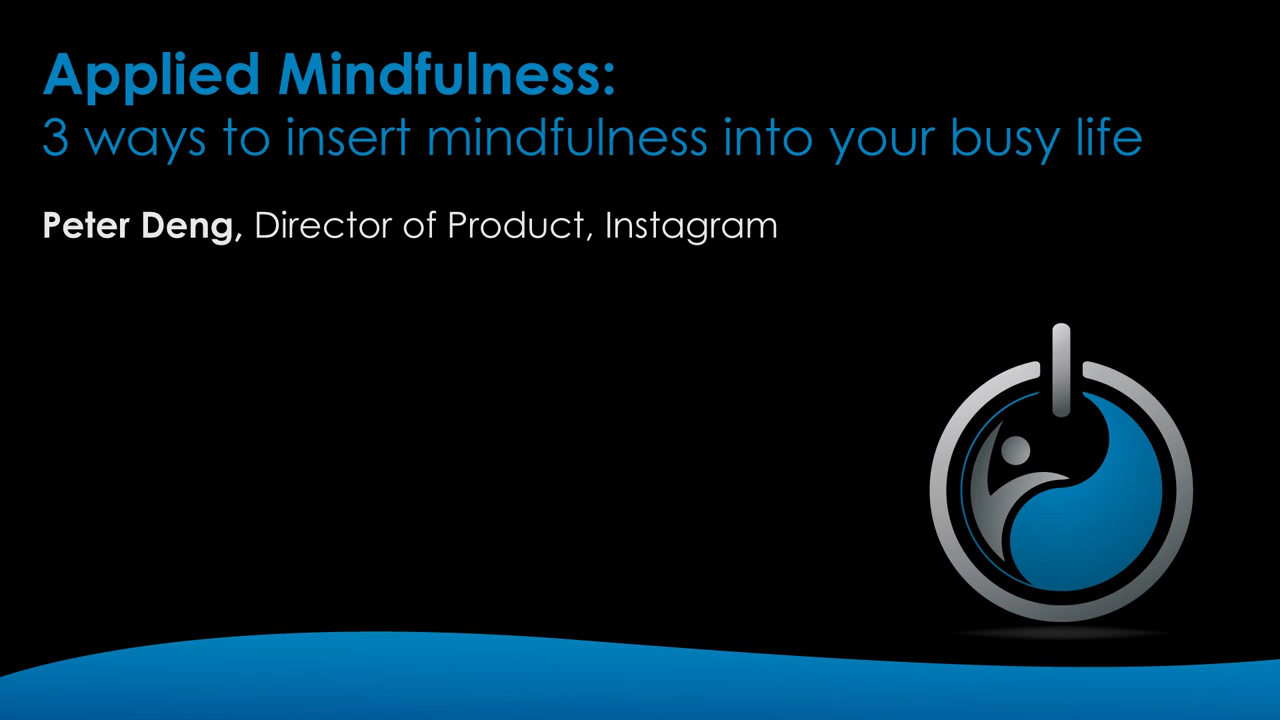 Applied Mindfulness:
3 ways to insert mindfulness into your busy life
Peter Deng, Director of Product, Instagram